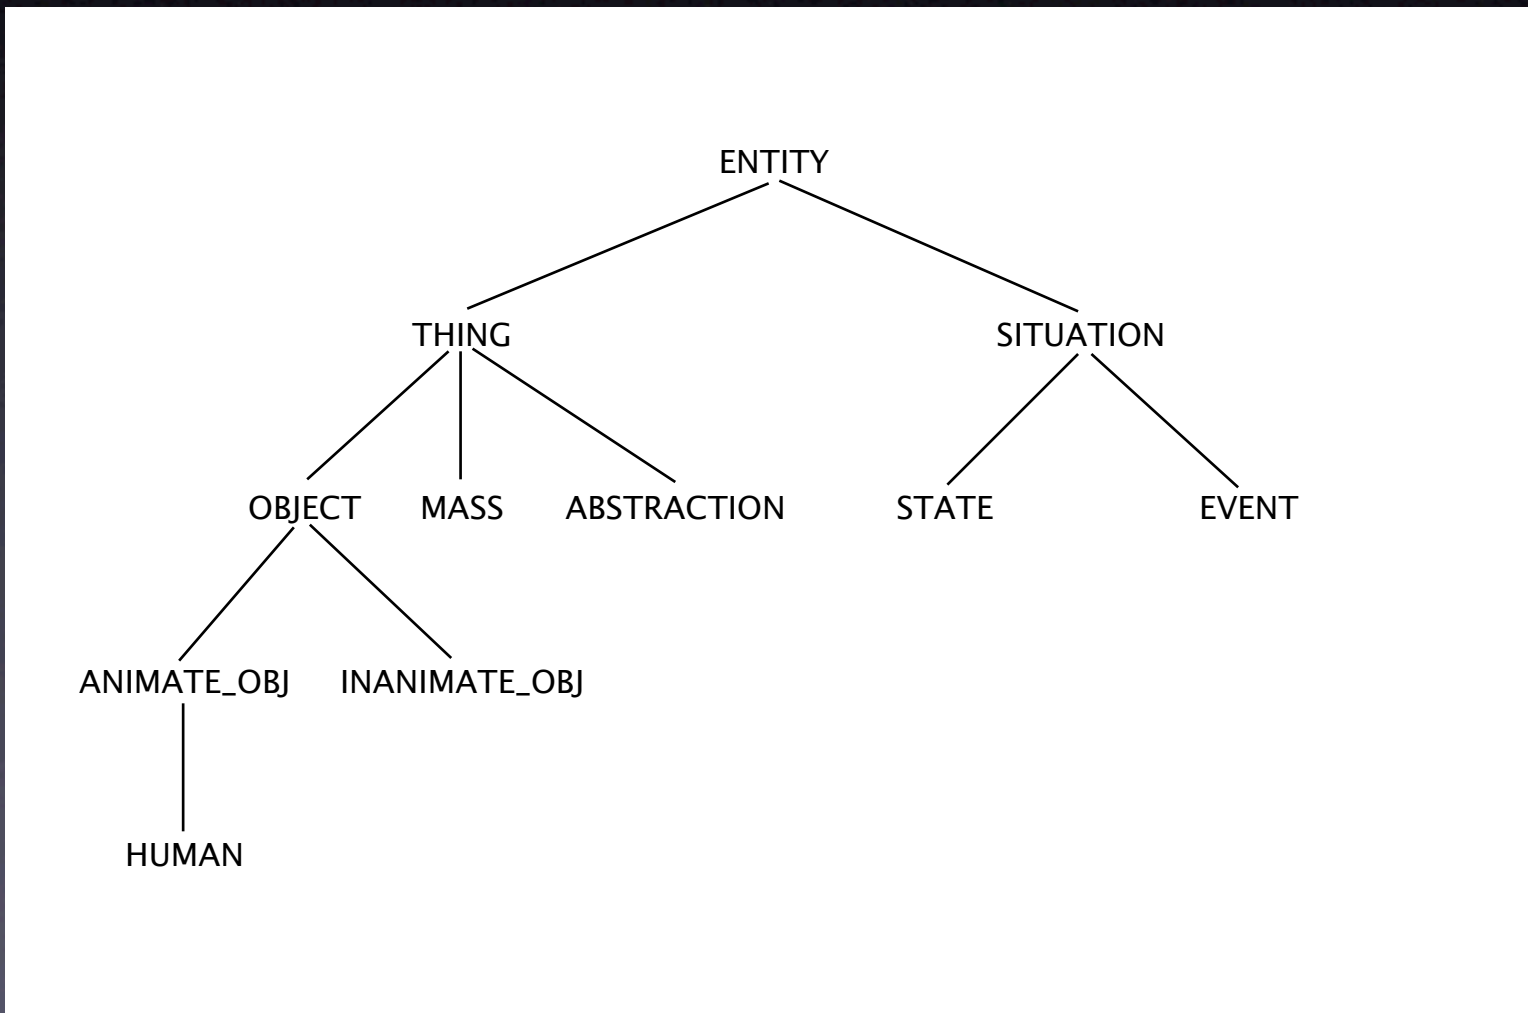 ENTITY
THING SITUATION
OBJECT MASS ABSTRACTION STATE EVENT
ANIMATE_OBJ INANIMATE_OBJ
HUMAN